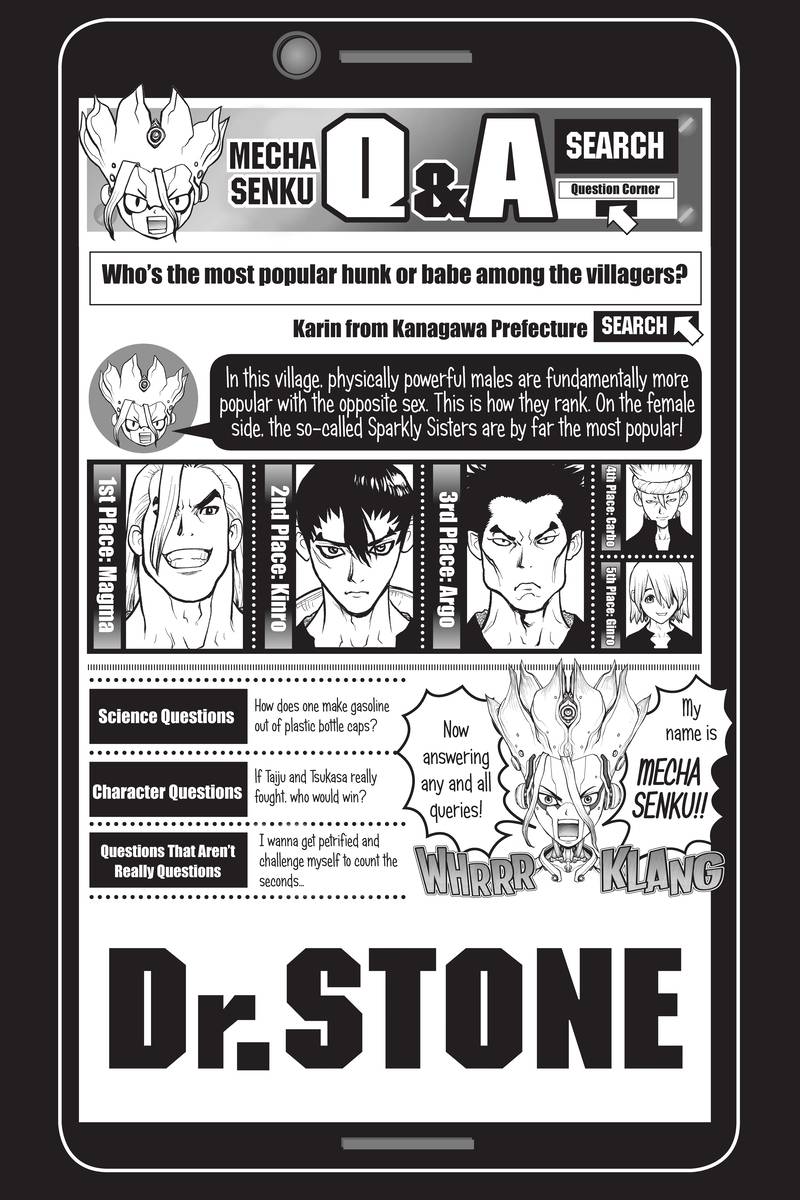 MECHA
SENKU
Q&A
SEARCH
Question Corner
Who's the most popular hunk or babe among the villagers?
Karin from Kanagawa Prefecture
SEARCH
In this village, physically powerful males are fundamentally more
popular with the opposite sex. This is how they rank. On the female
side, the so-called Sparkly Sisters are by far the most popular!
1st Place: Magma
2nd Place: Kinro
3rd Place: Argo
4th Place: Carbo
5th Place: Ginro
Science Questions
How does one make gasoline
out of plastic bottle caps?
Character Questions
If Taiju and Tsukasa really
fought, who would win?
Questions That Aren't
Really Questions
I wanna get petrified and
challenge myself to count the
seconds...
Now
answering
any and all
queries!
My
name is
MECHA
SENKU!!
WHRRR
KLANG
Dr.STONE